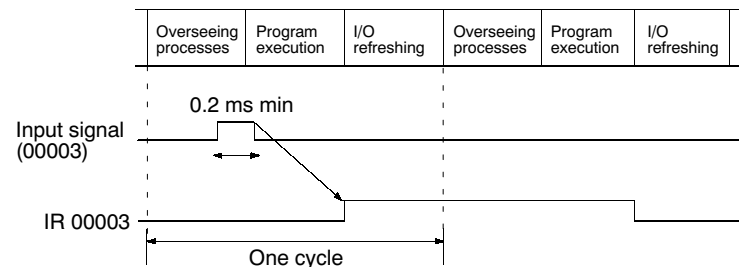 Overseeing processes
Program execution
I/O refreshing
Overseeing processes
Program execution
I/O refreshing
0.2 ms min
Input signal
(00003)
IR 00003
One cycle